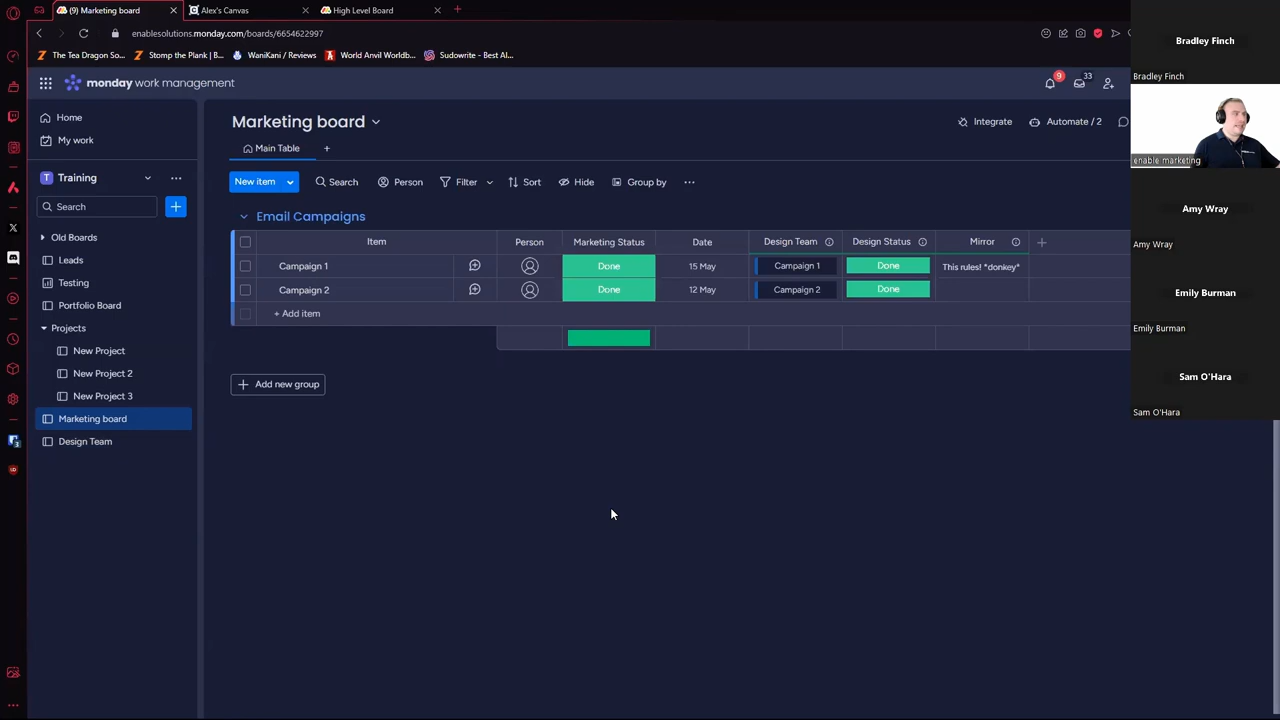 (9) Marketing board
Alex's Canvas
High Level Board
enablesolutions.monday.com/boards/6654622997
The Tea Dragon So...
Stomp the Plank | B...
WaniKani / Reviews
World Anvil Worldb...
Sudowrite - Best AI...
monday work management
9
33
Home
My work
T Training
Search
Old Boards
Leads
Testing
Portfolio Board
Projects
New Project
New Project 2
New Project 3
Marketing board
Design Team
Marketing board
Integrate
Automate / 2
Main Table
New item
Search
Person
Filter
Sort
Hide
Group by
Email Campaigns
Item Person Marketing Status Date Design Team Design Status Mirror
Campaign 1 Done 15 May Campaign 1 Done This rules! *donkey*
Campaign 2 Done 12 May Campaign 2 Done
+ Add item
Add new group
Bradley Finch
Bradley Finch
enable marketing
Amy Wray
Amy Wray
Emily Burman
Emily Burman
Sam O'Hara
Sam O'Hara